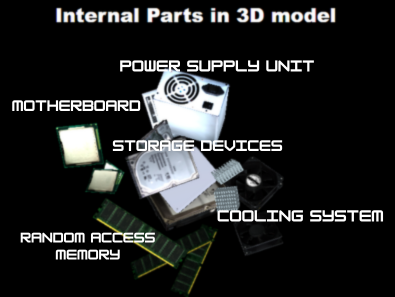 Internal Parts in 3D model
POWER SUPPLY UNIT
MOTHERBOARD
STORAGE DEVICES
COOLING SYSTEM
RANDOM ACCESS
MEMORY